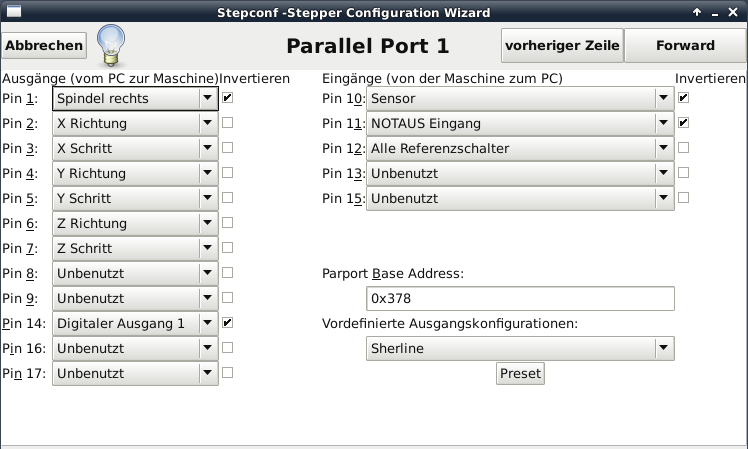 Stepconf -Stepper Configuration Wizard
Abbrechen
Parallel Port 1
vorheriger Zeile
Forward
Ausgänge (vom PC zur Maschine)Invertieren
Pin 1: Spindel rechts
Pin 2: X Richtung
Pin 3: X Schritt
Pin 4: Y Richtung
Pin 5: Y Schritt
Pin 6: Z Richtung
Pin 7: Z Schritt
Pin 8: Unbenutzt
Pin 9: Unbenutzt
Pin 14: Digitaler Ausgang 1
Pin 16: Unbenutzt
Pin 17: Unbenutzt
Eingänge (von der Maschine zum PC) Invertieren
Pin 10: Sensor
Pin 11: NOTAUS Eingang
Pin 12: Alle Referenzschalter
Pin 13: Unbenutzt
Pin 15: Unbenutzt
Parport Base Address:
0x378
Vordefinierte Ausgangskonfigurationen:
Sherline
Preset